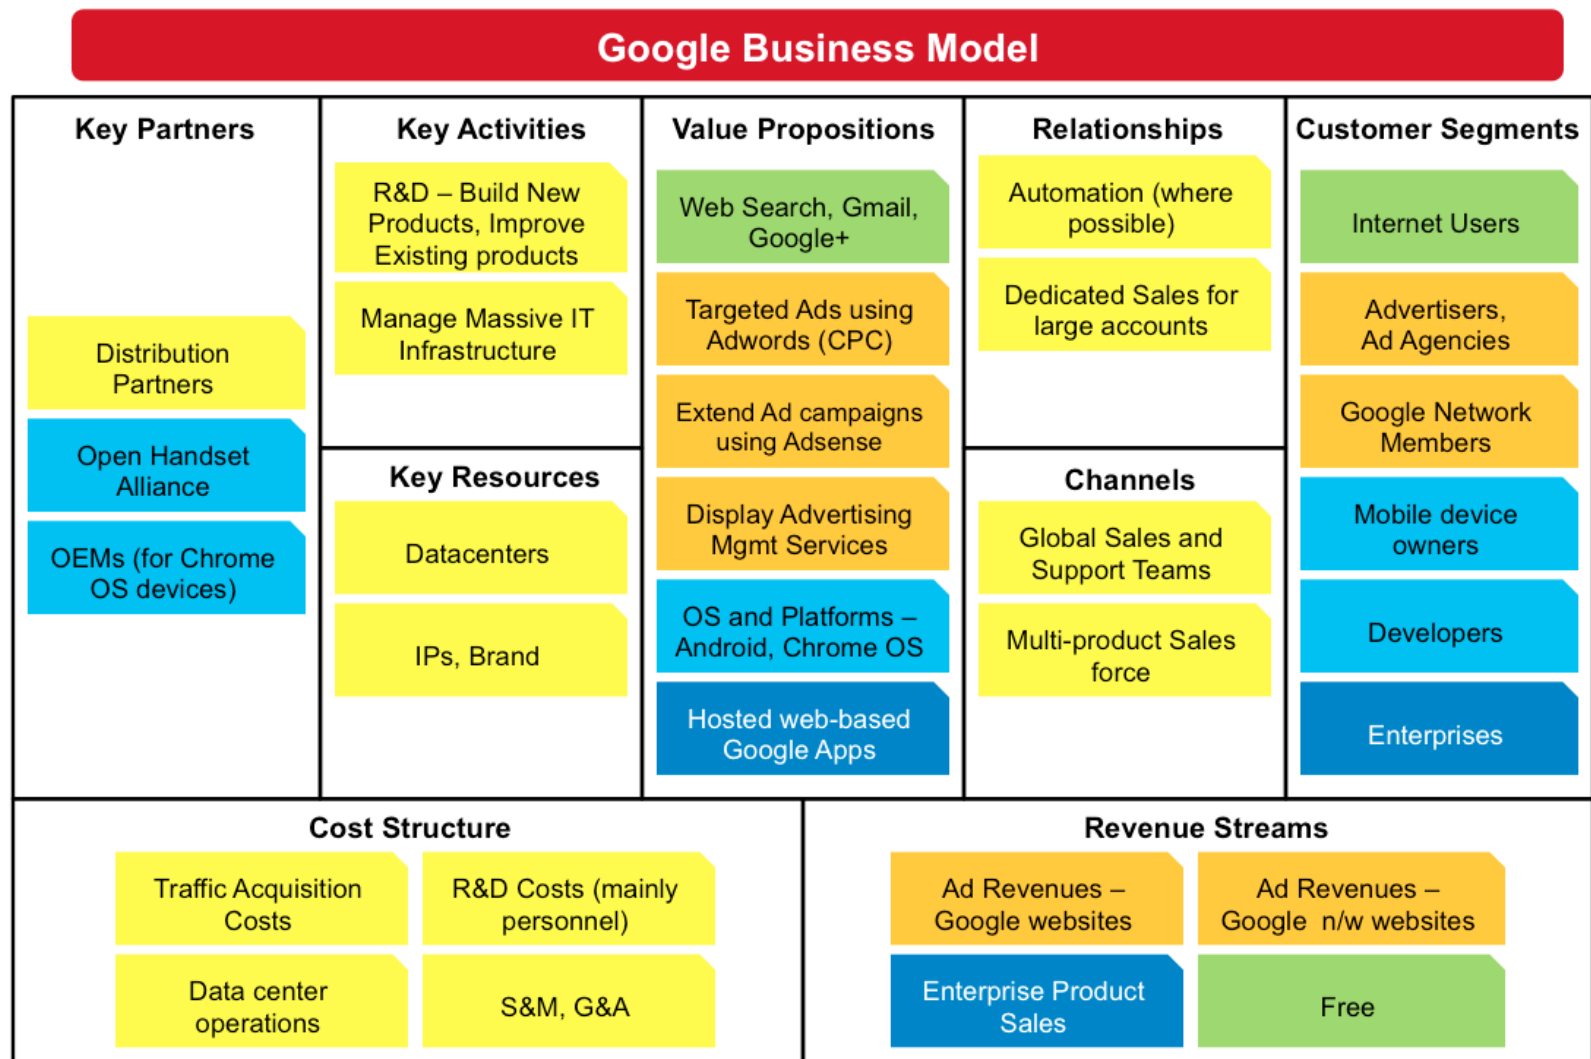 Google Business Model
Key Partners
Distribution
Partners
Open Handset
Alliance
OEMs (for Chrome
OS devices)
Key Activities
R&D – Build New
Products, Improve
Existing products
Manage Massive IT
Infrastructure
Key Resources
Datacenters
IPs, Brand
Value Propositions
Web Search, Gmail,
Google+
Targeted Ads using
Adwords (CPC)
Extend Ad campaigns
using Adsense
Display Advertising
Mgmt Services
OS and Platforms –
Android, Chrome OS
Hosted web-based
Google Apps
Relationships
Automation (where
possible)
Dedicated Sales for
large accounts
Channels
Global Sales and
Support Teams
Multi-product Sales
force
Customer Segments
Internet Users
Advertisers,
Ad Agencies
Google Network
Members
Mobile device
owners
Developers
Enterprises
Cost Structure
Traffic Acquisition
Costs
R&D Costs (mainly
personnel)
Data center
operations
S&M, G&A
Revenue Streams
Ad Revenues –
Google websites
Ad Revenues –
Google n/w websites
Enterprise Product
Sales
Free